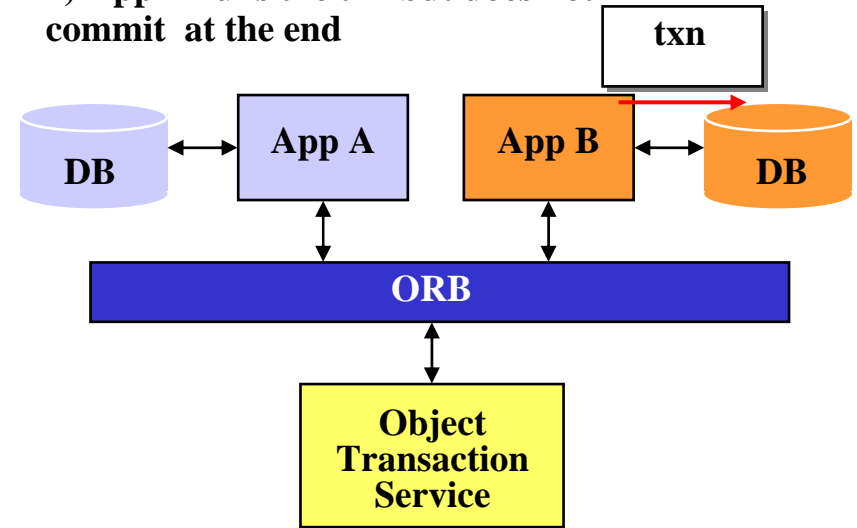 commit at the end
txn
DB
App A
App B
DB
ORB
Object
Transaction
Service